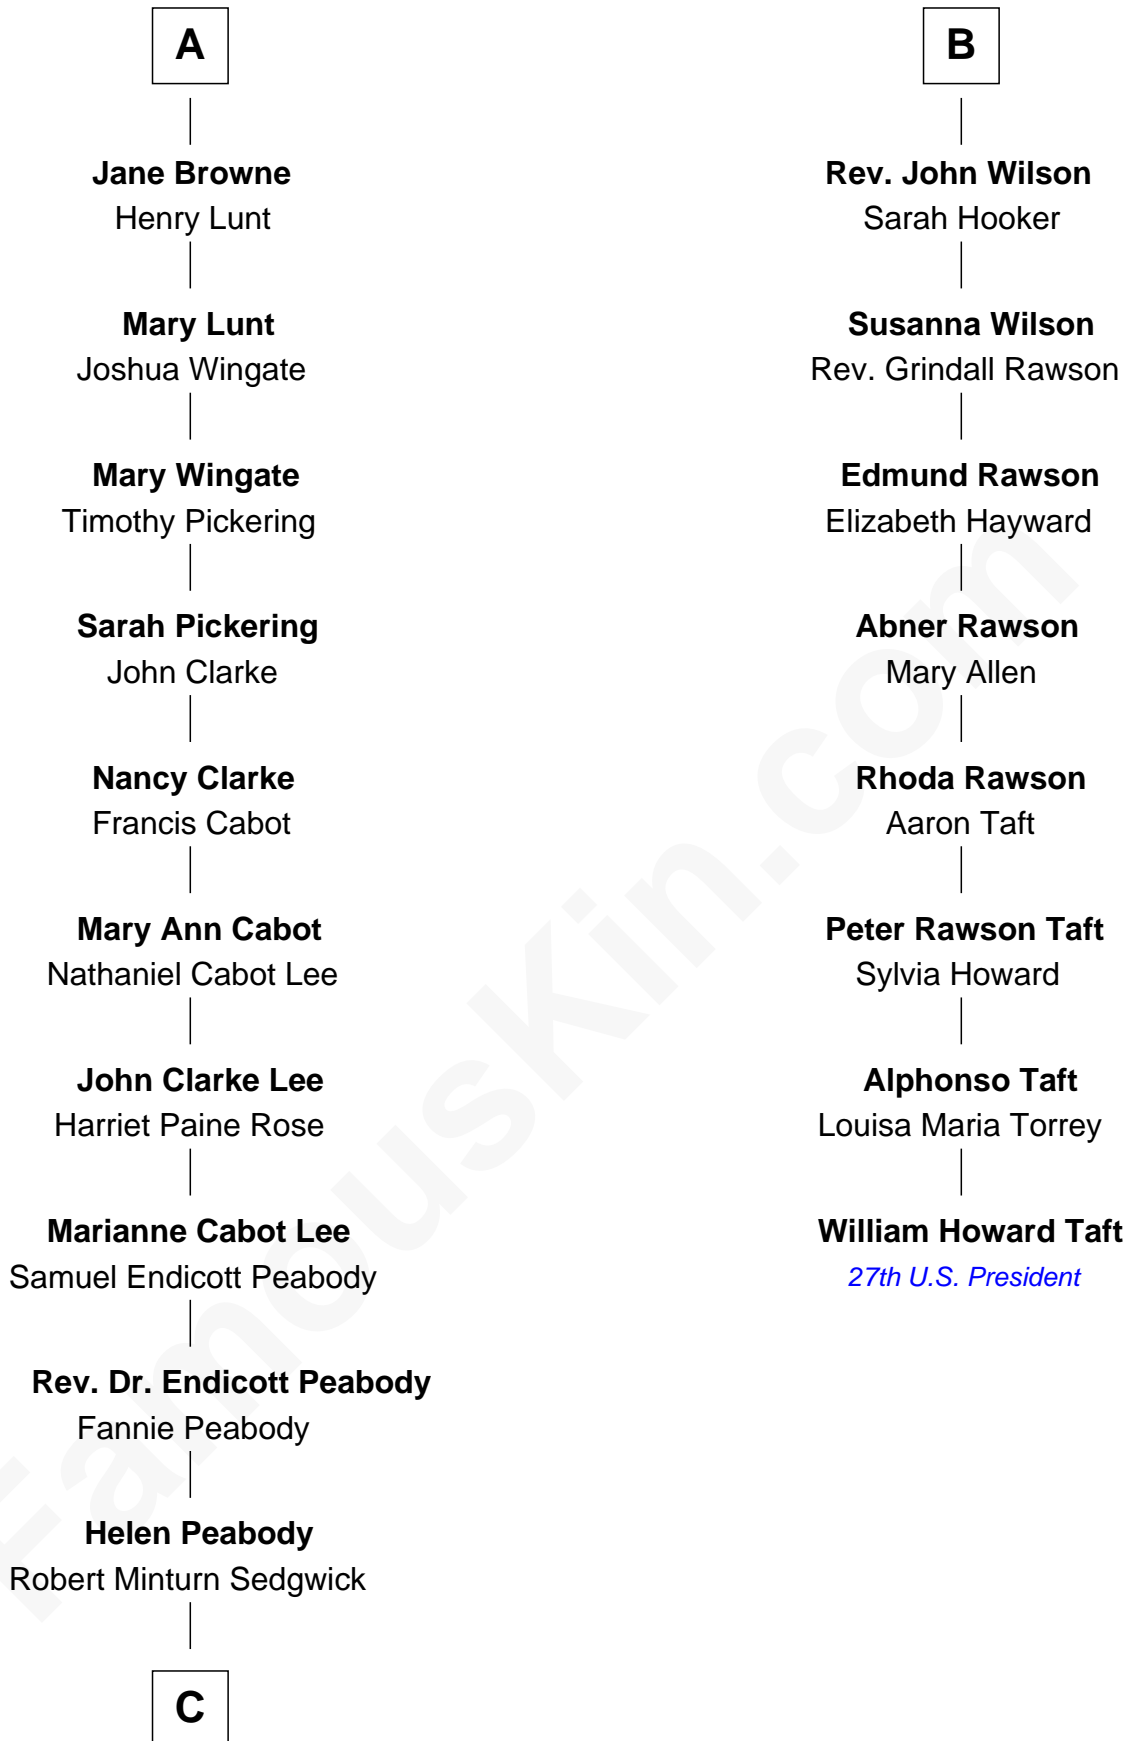 A
Jane Browne
Henry Lunt
Mary Lunt
Joshua Wingate
Mary Wingate
Timothy Pickering
Sarah Pickering
John Clarke
Nancy Clarke
Francis Cabot
Mary Ann Cabot
Nathaniel Cabot Lee
John Clarke Lee
Harriet Paine Rose
Marianne Cabot Lee
Samuel Endicott Peabody
Rev. Dr. Endicott Peabody
Fannie Peabody
Helen Peabody
Robert Minturn Sedgwick
C
B
Rev. John Wilson
Sarah Hooker
Susanna Wilson
Rev. Grindall Rawson
Edmund Rawson
Elizabeth Hayward
Abner Rawson
Mary Allen
Rhoda Rawson
Aaron Taft
Peter Rawson Taft
Sylvia Howard
Alphonso Taft
Louisa Maria Torrey
William Howard Taft
27th U.S. President
FamousKin.com